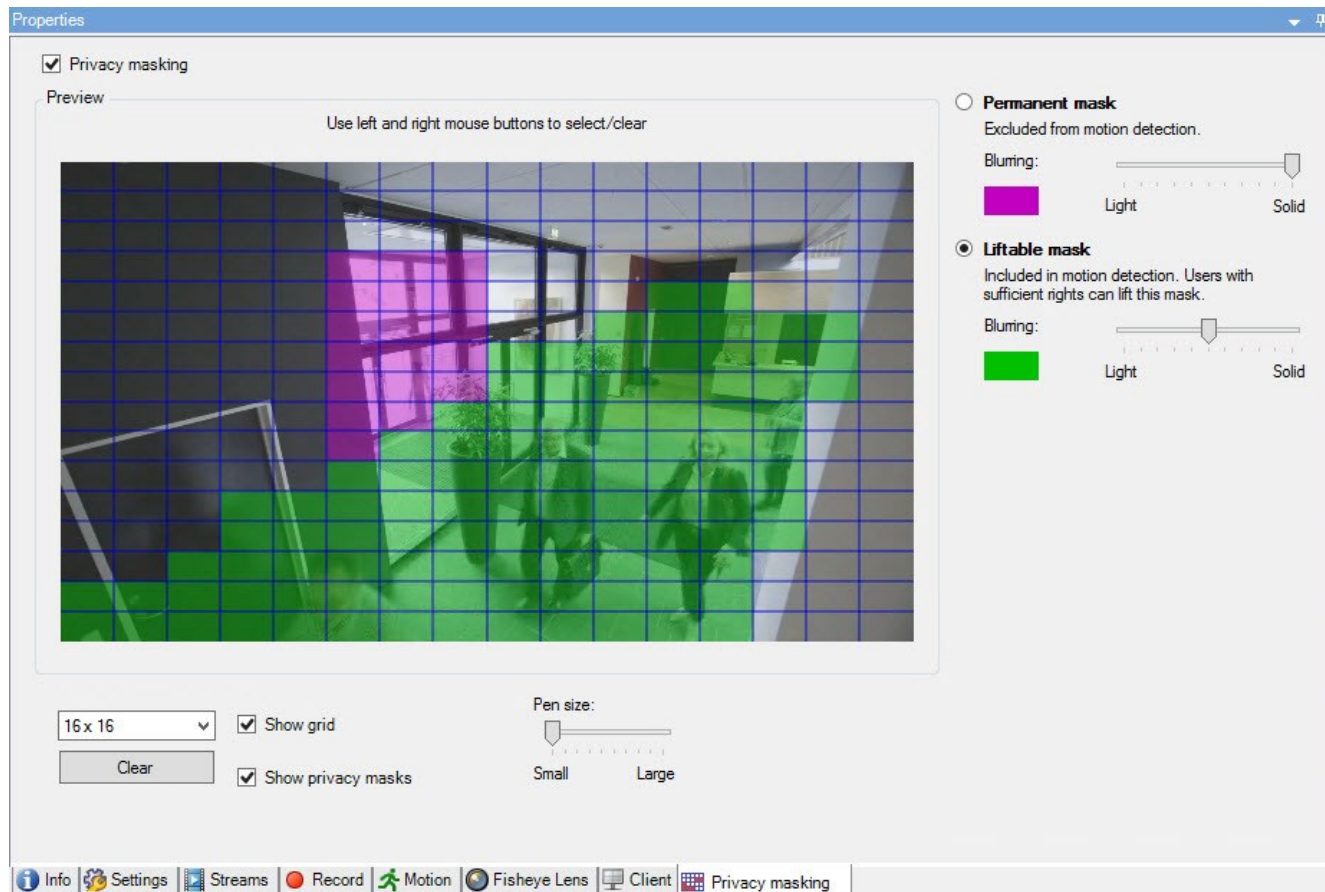 Properties
Privacy masking
Preview
Use left and right mouse buttons to select/clear
Permanent mask
Excluded from motion detection.
Blurring:
Light Solid
Liftable mask
Included in motion detection. Users with
sufficient rights can lift this mask.
Blurring:
Light Solid
16 x 16
Show grid
Pen size:
Clear
Show privacy masks
Small Large
Info Settings Streams Record Motion Fisheye Lens Client Privacy masking